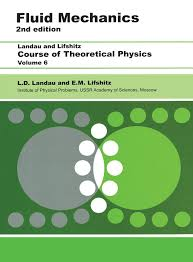 Fluid Mechanics
2nd edition
Landau and Lifshitz
Course of Theoretical Physics
Volume 6
L.D. Landau and E.M. Lifshitz
Institute of Physical Problems, USSR Academy of Sciences, Moscow